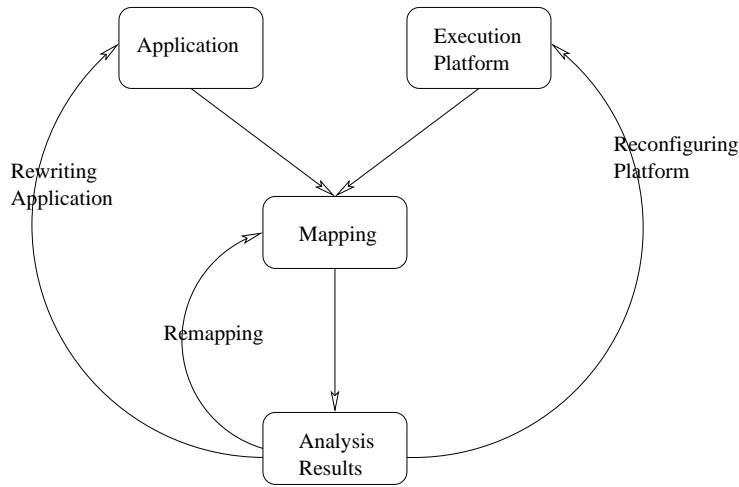 Application
Execution
Platform
Rewriting
Application
Reconfiguring
Platform
Mapping
Remapping
Analysis
Results